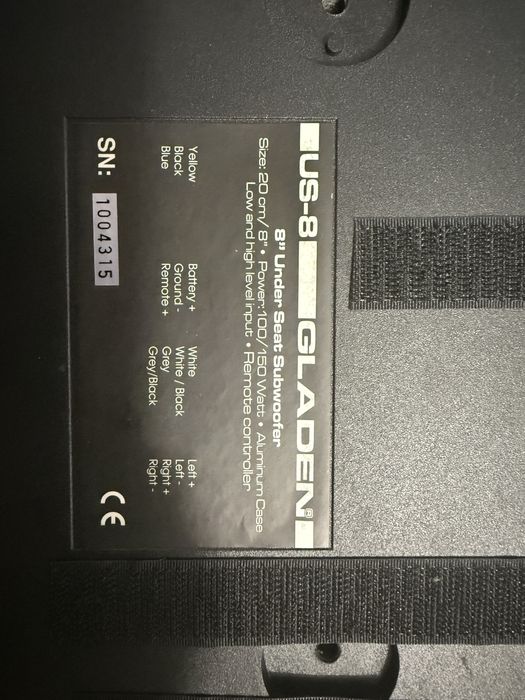 US-8 GLADEN®
8" Under Seat Subwoofer
Size: 20 cm/ 8" • Power: 100/150 Watt • Aluminum Case
Low and high level input • Remote controller
Yellow Battery + White Left +
Black Ground - White / Black Left -
Blue Remote + Grey Right +
Grey/Black Right -
SN: 1004315 CE